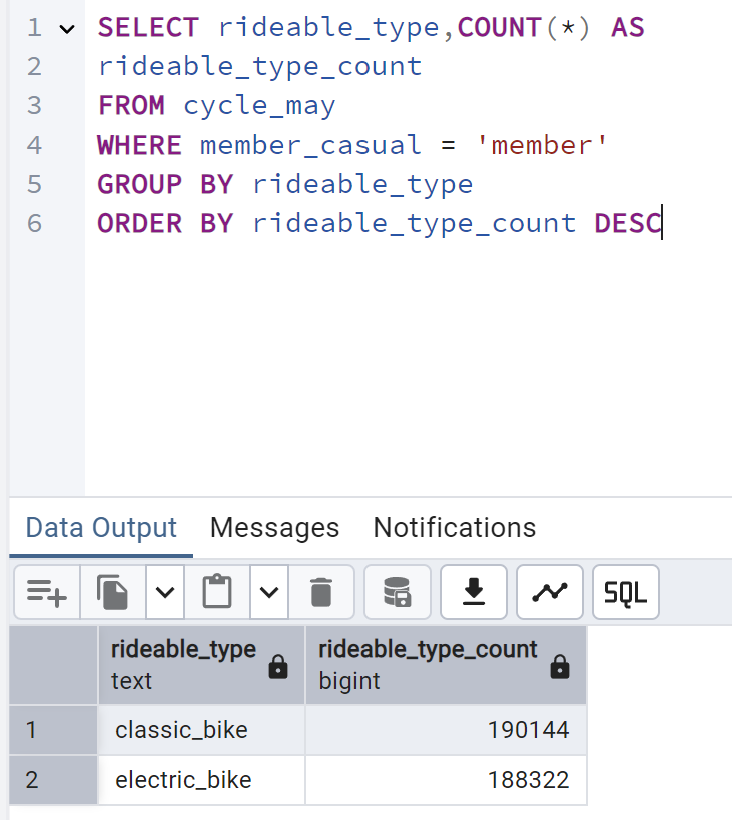 1 SELECT rideable_type,COUNT(*) AS
2 rideable_type_count
3 FROM cycle_may
4 WHERE member_casual = 'member'
5 GROUP BY rideable_type
6 ORDER BY rideable_type_count DESC
Data Output Messages Notifications
SQL
rideable_type rideable_type_count
text bigint
1 classic_bike 190144
2 electric_bike 188322